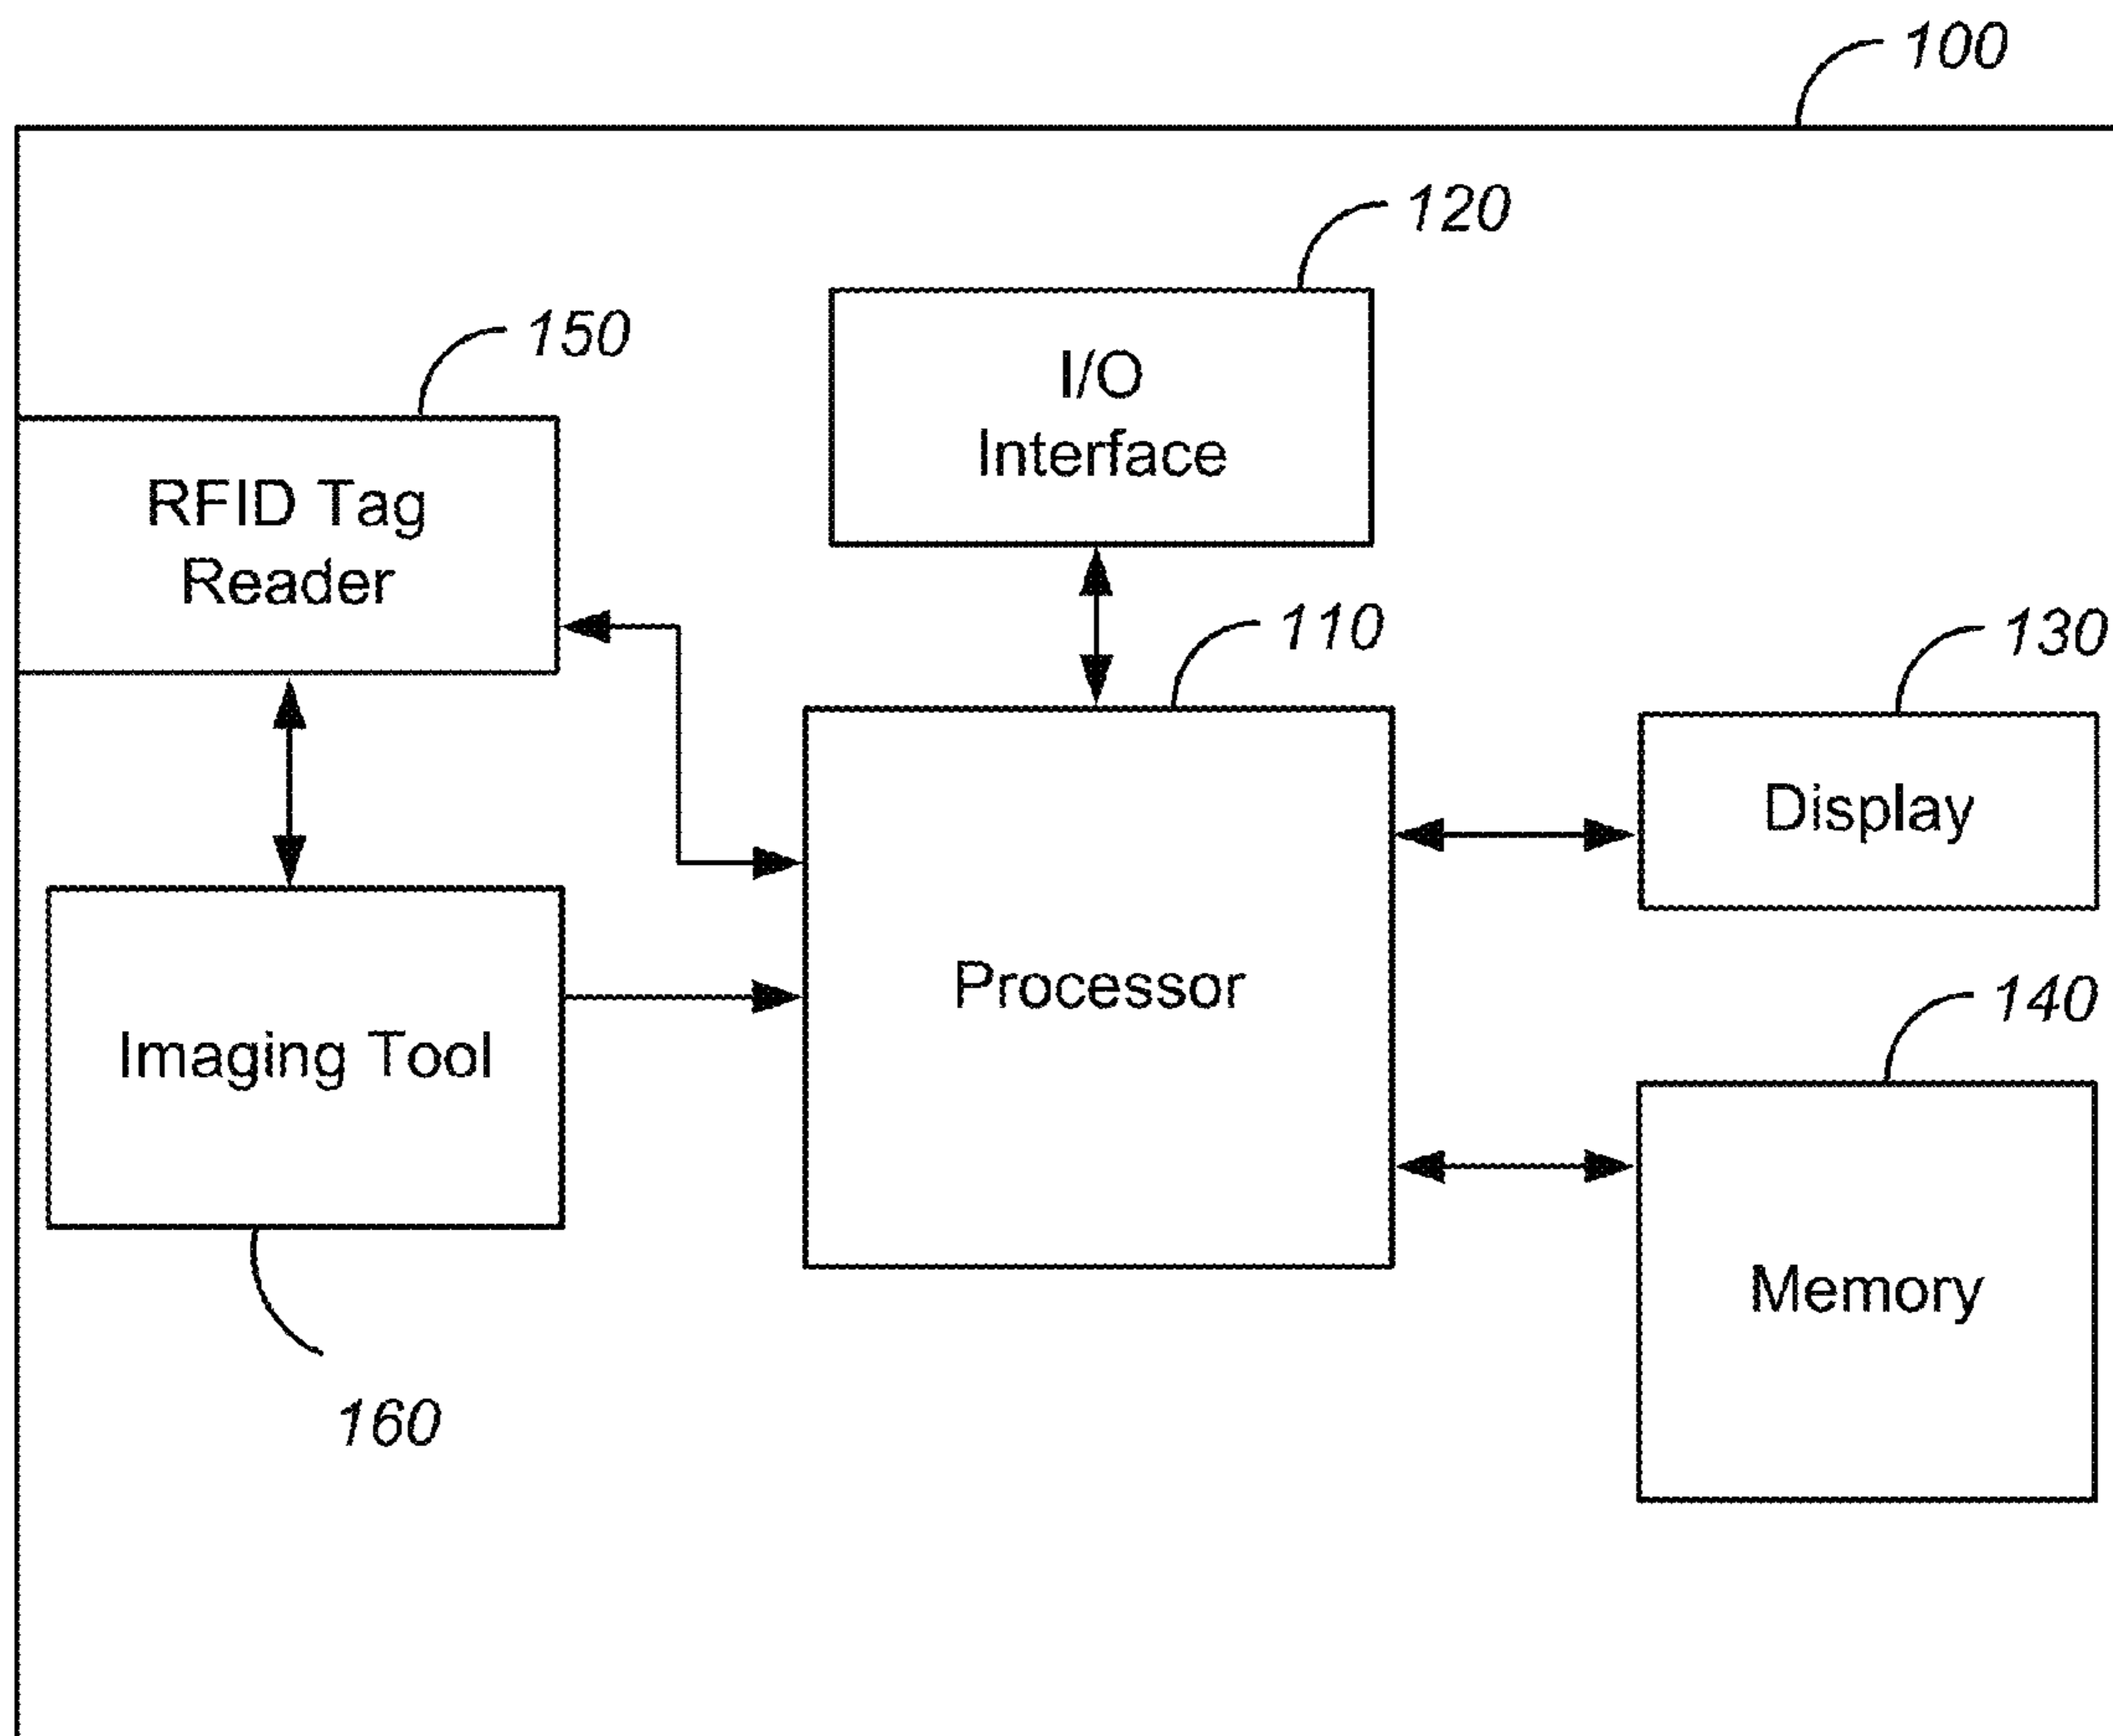 100
120
150
I/O
Interface
RFID Tag
Reader
110
130
Display
Processor
140
Imaging Tool
Memory
160